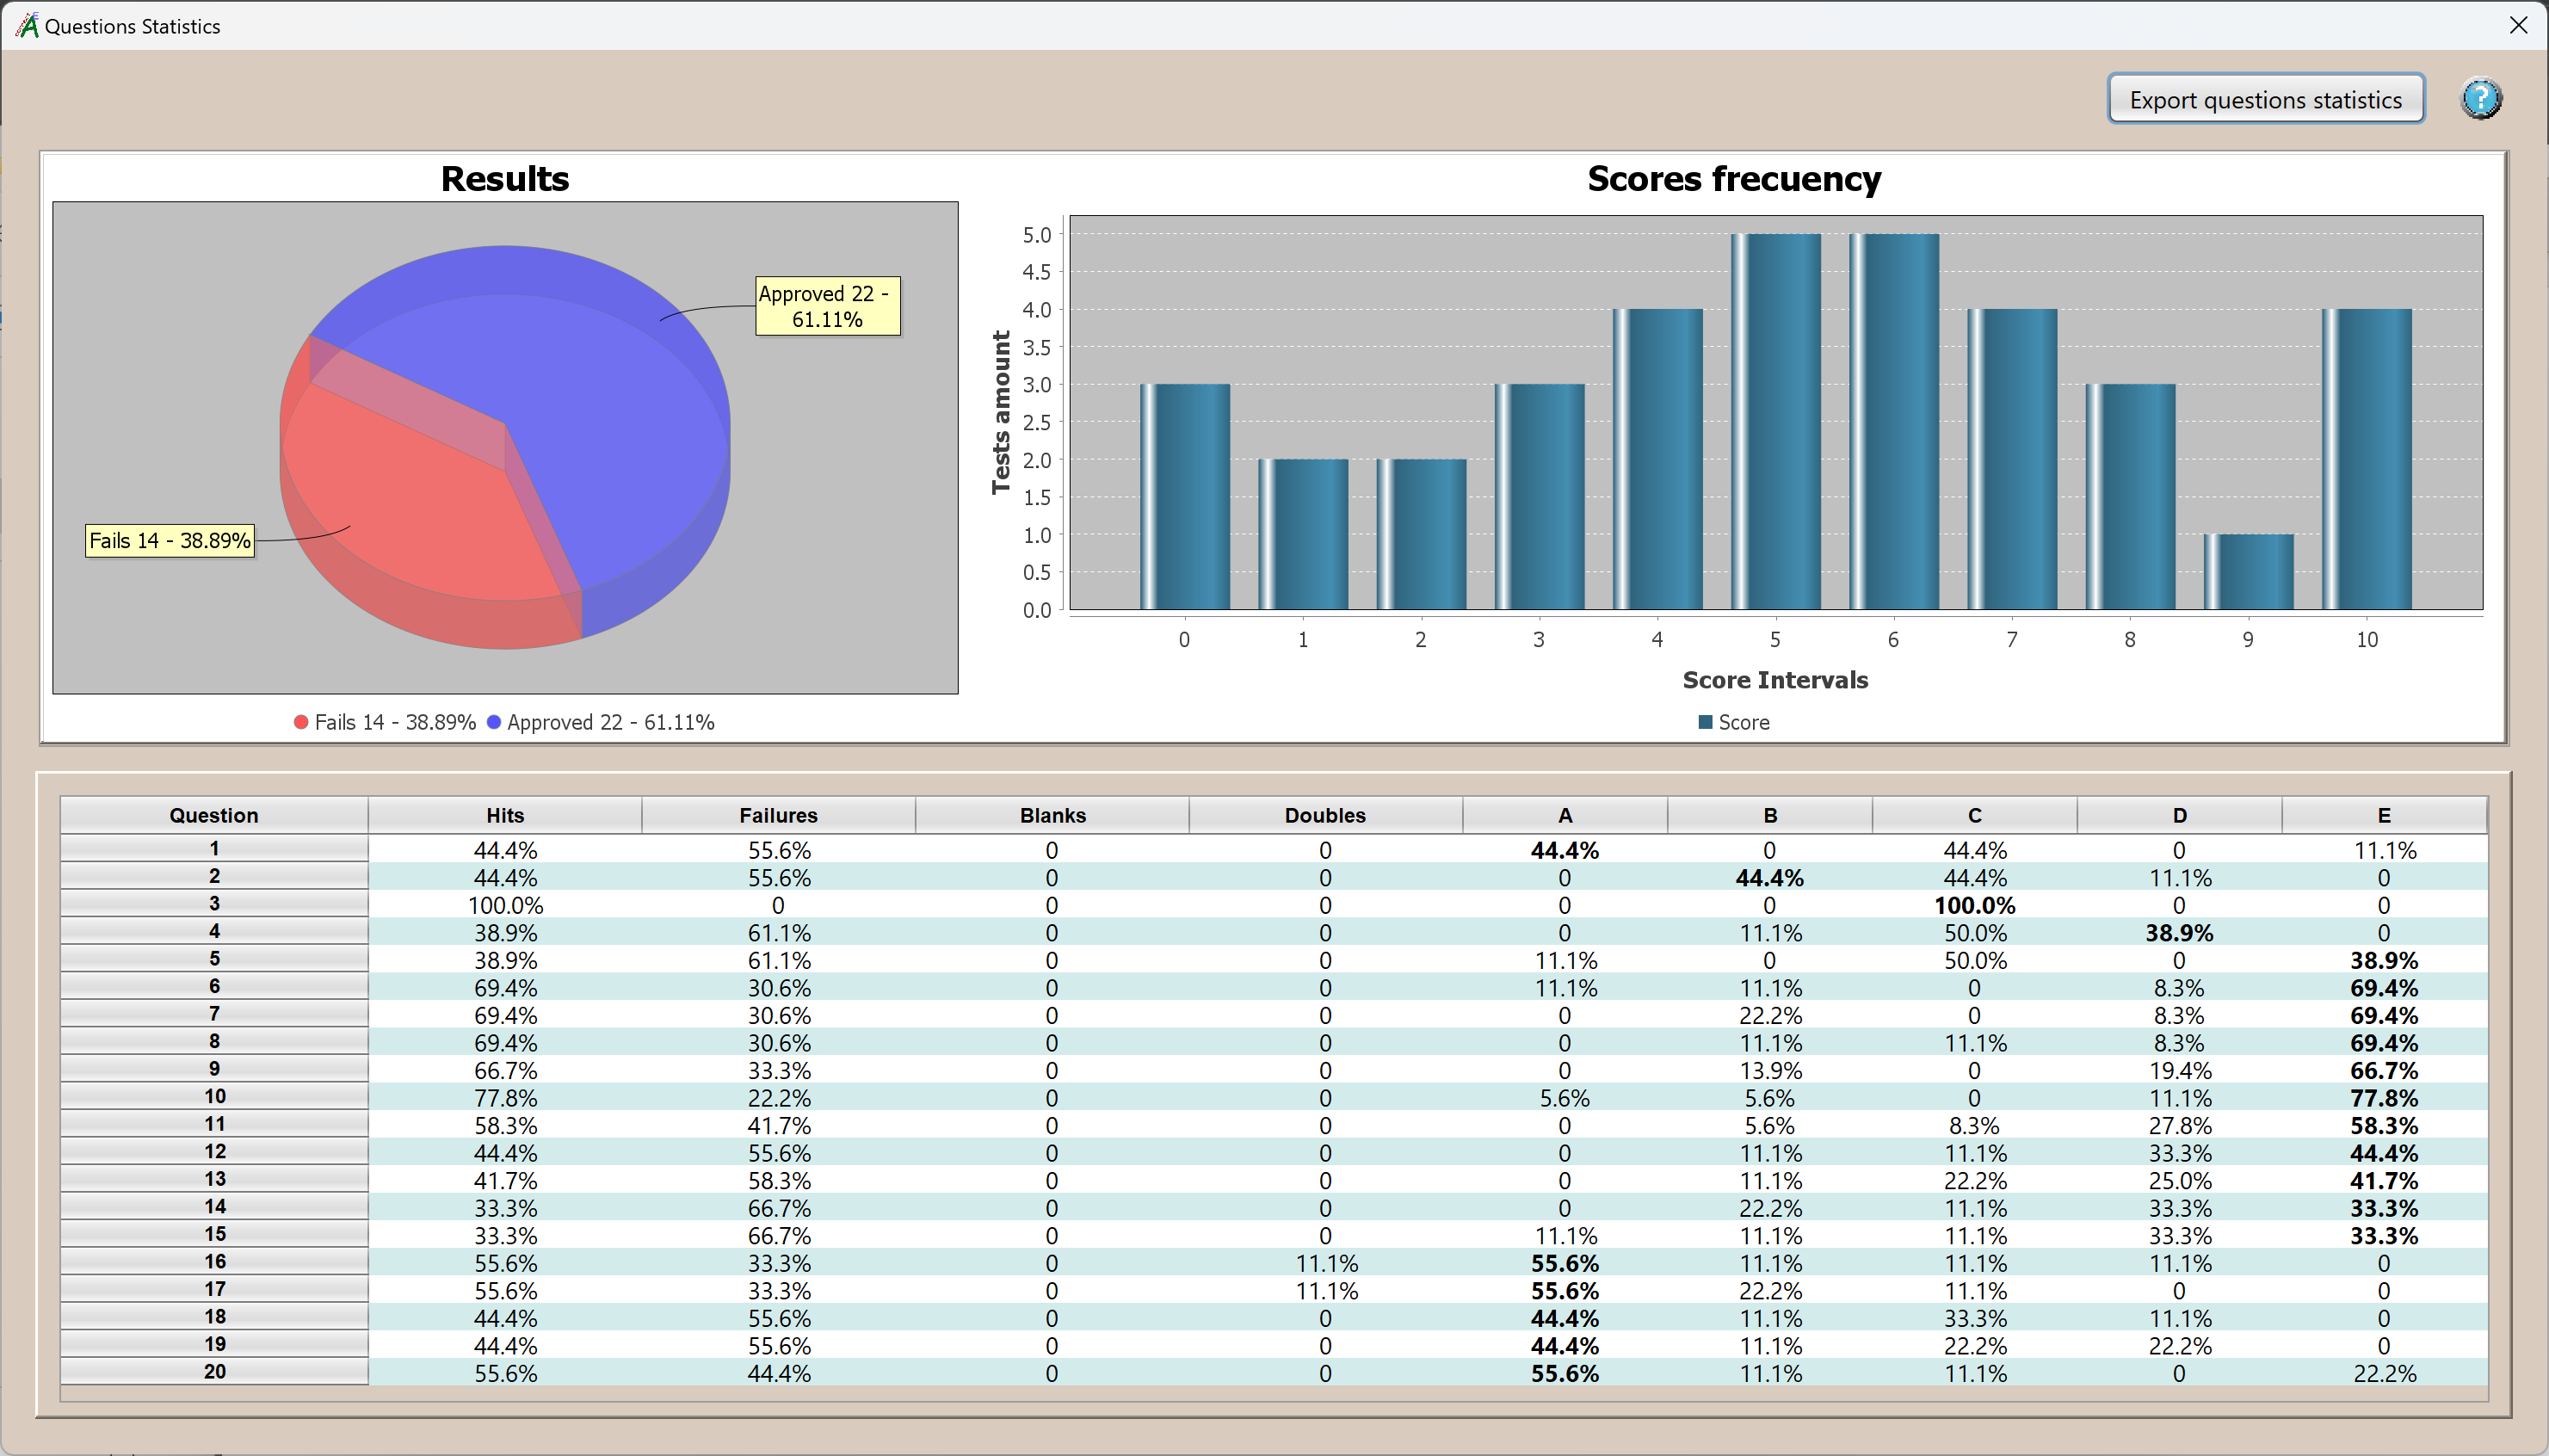 Questions Statistics
Export questions statistics
Results
Approved 22 -
61.11%
Fails 14 - 38.89%
Fails 14 - 38.89% Approved 22 - 61.11%
Scores frecuency
Tests amount
5.0
4.5
4.0
3.5
3.0
2.5
2.0
1.5
1.0
0.5
0.0
0 1 2 3 4 5 6 7 8 9 10
Score Intervals
Score
Question Hits Failures Blanks Doubles A B C D E
1 44.4% 55.6% 0 0 44.4% 0 44.4% 0 11.1%
2 44.4% 55.6% 0 0 0 44.4% 44.4% 11.1% 0
3 100.0% 0 0 0 0 0 100.0% 0 0
4 38.9% 61.1% 0 0 0 11.1% 50.0% 38.9% 0
5 38.9% 61.1% 0 0 11.1% 0 50.0% 0 38.9%
6 69.4% 30.6% 0 0 11.1% 11.1% 0 8.3% 69.4%
7 69.4% 30.6% 0 0 0 22.2% 0 8.3% 69.4%
8 69.4% 30.6% 0 0 0 11.1% 11.1% 8.3% 69.4%
9 66.7% 33.3% 0 0 0 13.9% 0 19.4% 66.7%
10 77.8% 22.2% 0 0 5.6% 5.6% 0 11.1% 77.8%
11 58.3% 41.7% 0 0 0 5.6% 8.3% 27.8% 58.3%
12 44.4% 55.6% 0 0 0 11.1% 11.1% 33.3% 44.4%
13 41.7% 58.3% 0 0 0 11.1% 22.2% 25.0% 41.7%
14 33.3% 66.7% 0 0 0 22.2% 11.1% 33.3% 33.3%
15 33.3% 66.7% 0 0 11.1% 11.1% 11.1% 33.3% 33.3%
16 55.6% 33.3% 0 11.1% 55.6% 11.1% 11.1% 11.1% 0
17 55.6% 33.3% 0 11.1% 55.6% 22.2% 11.1% 0 0
18 44.4% 55.6% 0 0 44.4% 11.1% 33.3% 11.1% 0
19 44.4% 55.6% 0 0 44.4% 11.1% 22.2% 22.2% 0
20 55.6% 44.4% 0 0 55.6% 11.1% 11.1% 0 22.2%